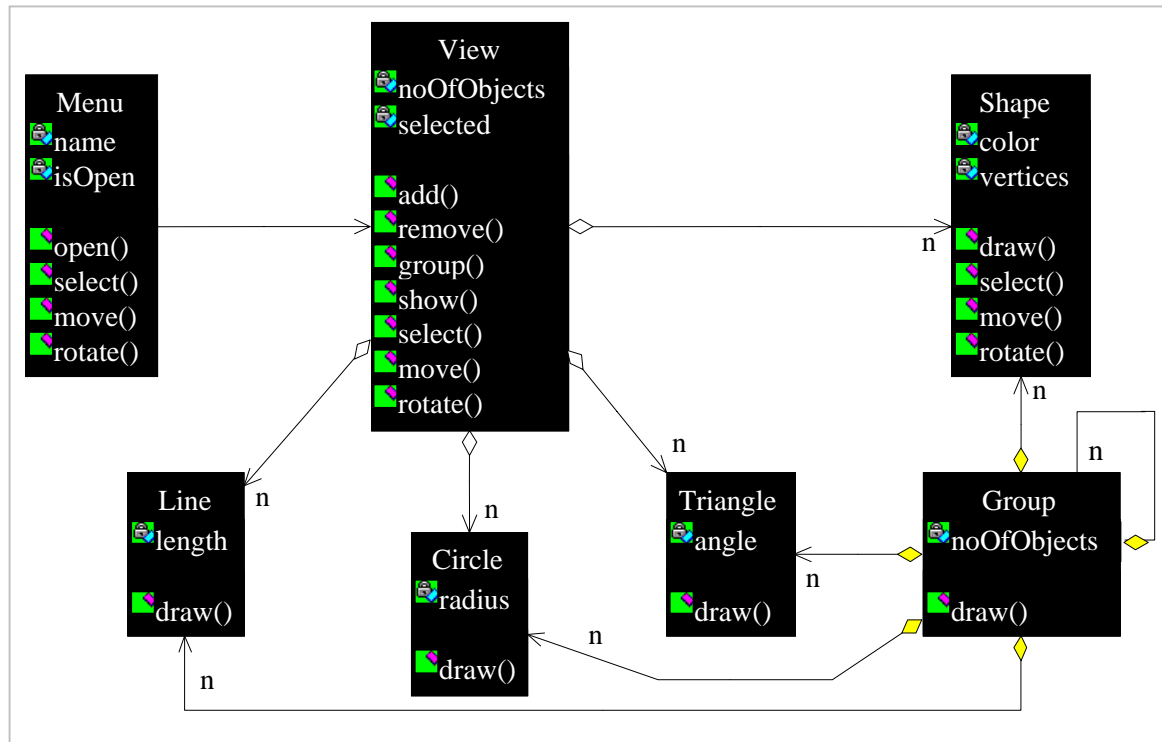 Menu
name
isOpen
open()
select()
move()
rotate()
View
noOfObjects
selected
add()
remove()
group()
show()
select()
move()
rotate()
Shape
color
vertices
draw()
select()
move()
rotate()
n
n
n
n
n
n
n
n
n
Line
length
draw()
Circle
radius
draw()
Triangle
angle
draw()
Group
noOfObjects
draw()